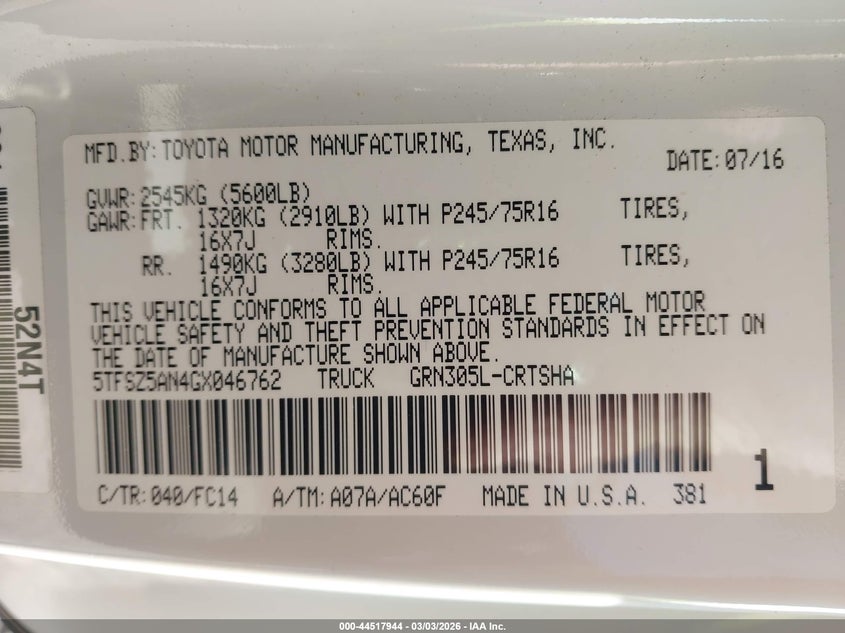 MFD.BY:TOYOTA MOTOR MANUFACTURING, TEXAS, INC.
DATE:07/16
GVWR:2545KG (5600LB)
GAWR:FRT. 1320KG (2910LB) WITH P245/75R16 TIRES,
16X7J RIMS.
RR. 1490KG (3280LB) WITH P245/75R16 TIRES,
16X7J RIMS.
THIS VEHICLE CONFORMS TO ALL APPLICABLE FEDERAL MOTOR
VEHICLE SAFETY AND THEFT PREVENTION STANDARDS IN EFFECT ON
THE DATE OF MANUFACTURE SHOWN ABOVE.
5TFSZ5AN4GX046762 TRUCK GRN305L-CRTSHA
C/TR:040/FC14 A/TM:A07A/AC60F MADE IN U.S.A. 381
1
52N4T
000-44517944 - 03/03/2026 - IAA Inc.